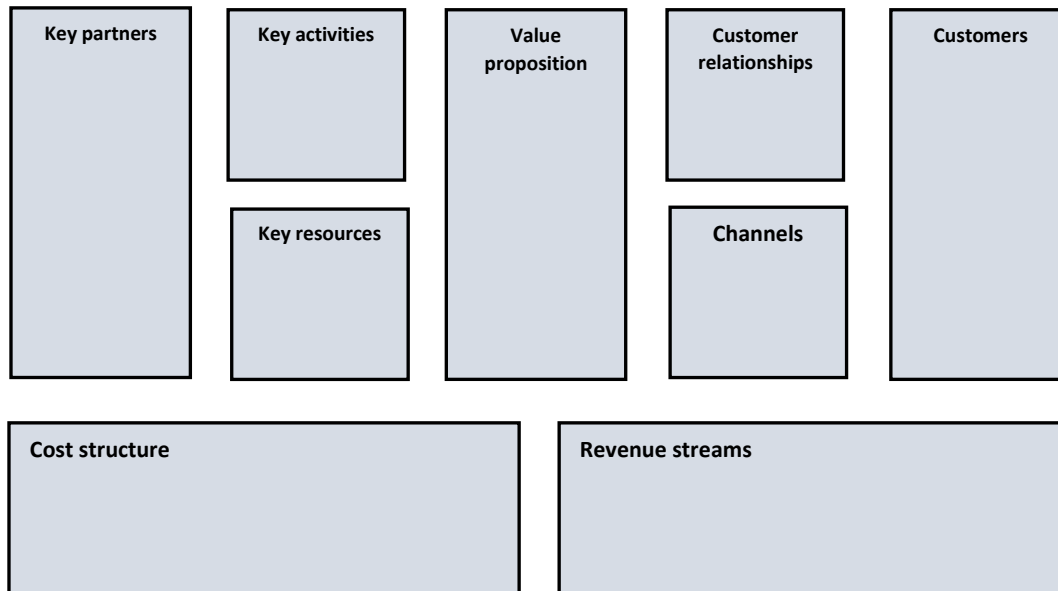 Key partners
Key activities
Value
proposition
Customer
relationships
Customers
Key resources
Channels
Cost structure
Revenue streams